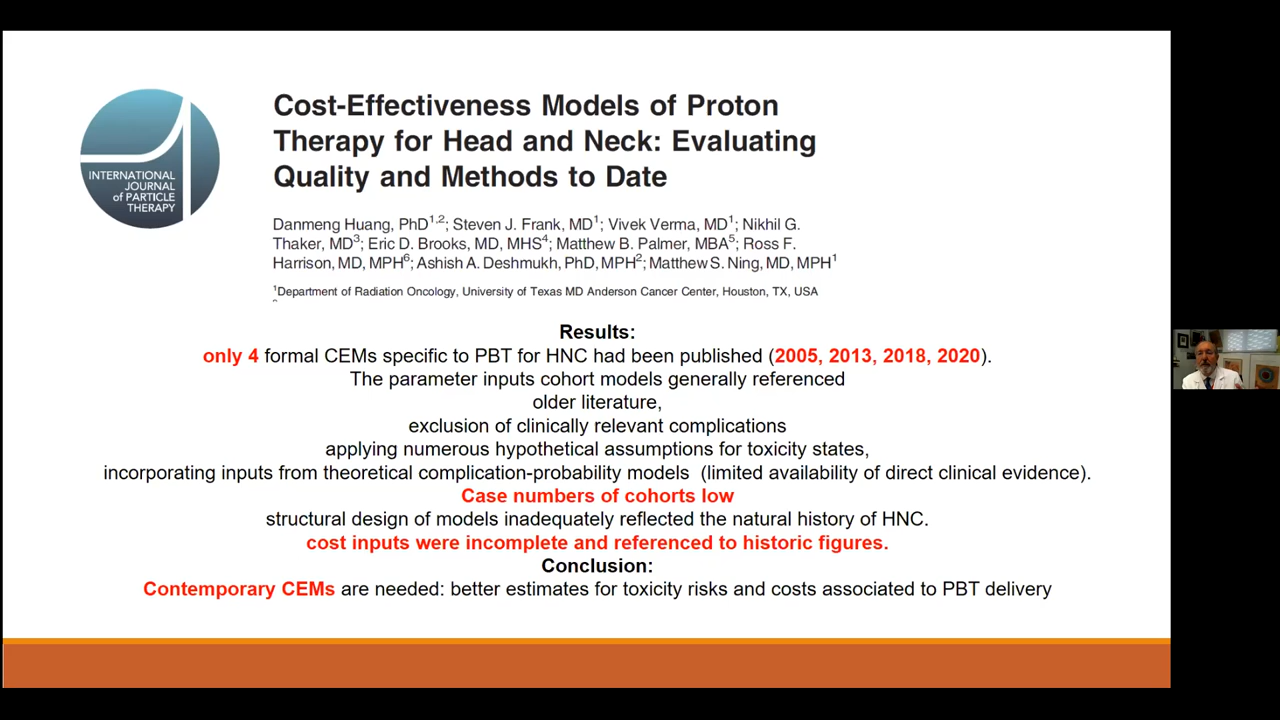 INTERNATIONAL
JOURNAL
of PARTICLE
THERAPY
Cost-Effectiveness Models of Proton
Therapy for Head and Neck: Evaluating
Quality and Methods to Date
Danmeng Huang, PhD1,2; Steven J. Frank, MD1; Vivek Verma, MD1; Nikhil G.
Thaker, MD3; Eric D. Brooks, MD, MHS4; Matthew B. Palmer, MBA5; Ross F.
Harrison, MD, MPH6; Ashish A. Deshmukh, PhD, MPH2; Matthew S. Ning, MD, MPH1
1Department of Radiation Oncology, University of Texas MD Anderson Cancer Center, Houston, TX, USA
Results:
only 4 formal CEMs specific to PBT for HNC had been published (2005, 2013, 2018, 2020).
The parameter inputs cohort models generally referenced
older literature,
exclusion of clinically relevant complications
applying numerous hypothetical assumptions for toxicity states,
incorporating inputs from theoretical complication-probability models (limited availability of direct clinical evidence).
Case numbers of cohorts low
structural design of models inadequately reflected the natural history of HNC.
cost inputs were incomplete and referenced to historic figures.
Conclusion:
Contemporary CEMs are needed: better estimates for toxicity risks and costs associated to PBT delivery